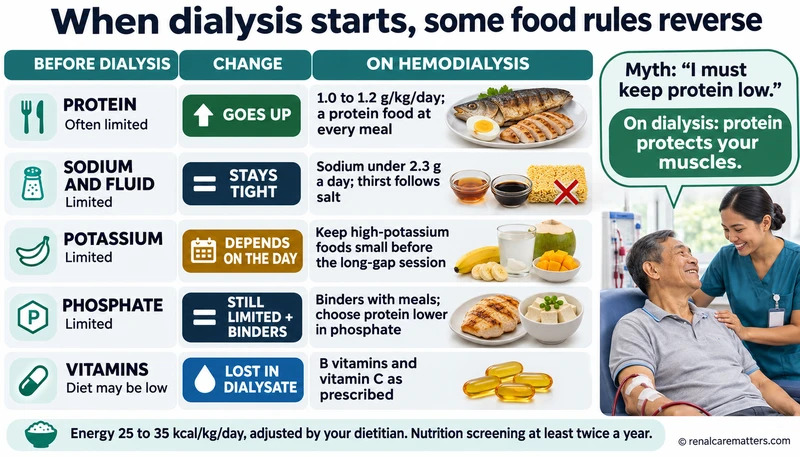 When dialysis starts, some food rules reverse
BEFORE DIALYSIS
CHANGE
ON HEMODIALYSIS
PROTEIN
Often limited
GOES UP
1.0 to 1.2 g/kg/day;
a protein food at
every meal
SODIUM
AND FLUID
Limited
STAYS
TIGHT
Sodium under 2.3 g
a day; thirst follows
salt
POTASSIUM
Limited
DEPENDS
ON THE DAY
Keep high-potassium
foods small before
the long-gap session
PHOSPHATE
Limited
STILL
LIMITED +
BINDERS
Binders with meals;
choose protein lower
in phosphate
P
VITAMINS
Diet may be low
LOST IN
DIALYSATE
B vitamins and
vitamin C as
prescribed
Myth: “I must
keep protein low.”
On dialysis: protein
protects your
muscles.
Energy 25 to 35 kcal/kg/day, adjusted by your dietitian. Nutrition screening at least twice a year.
© renalcarematters.com